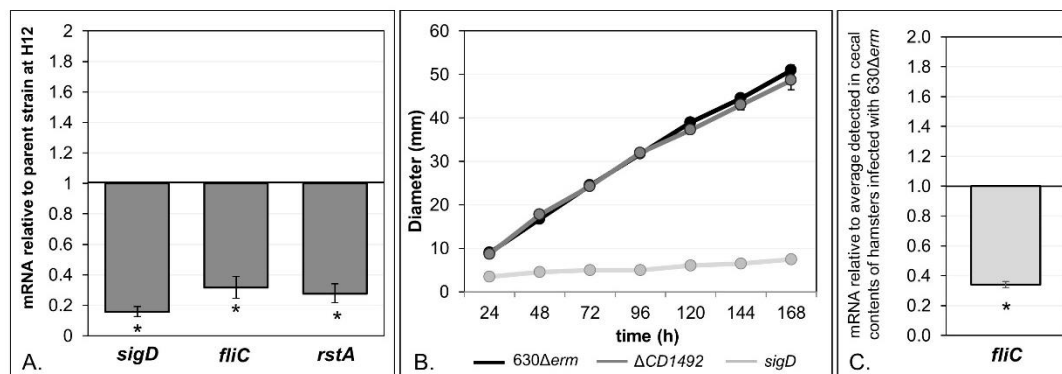 mRNA relative to parent strain at H12
2
1.8
1.6
1.4
1.2
1
0.8
0.6
0.4
0.2
0
*
*
*
A.
sigD fliC rstA
B.
Diameter (mm)
60
50
40
30
20
10
0
24 48 72 96 120 144 168
time (h)
630Δerm ΔCD1492 sigD
C.
mRNA relative to average detected in cecal
contents of hamsters infected with 630Δerm
2.0
1.8
1.6
1.4
1.2
1.0
0.8
0.6
0.4
0.2
0.0
*
fliC